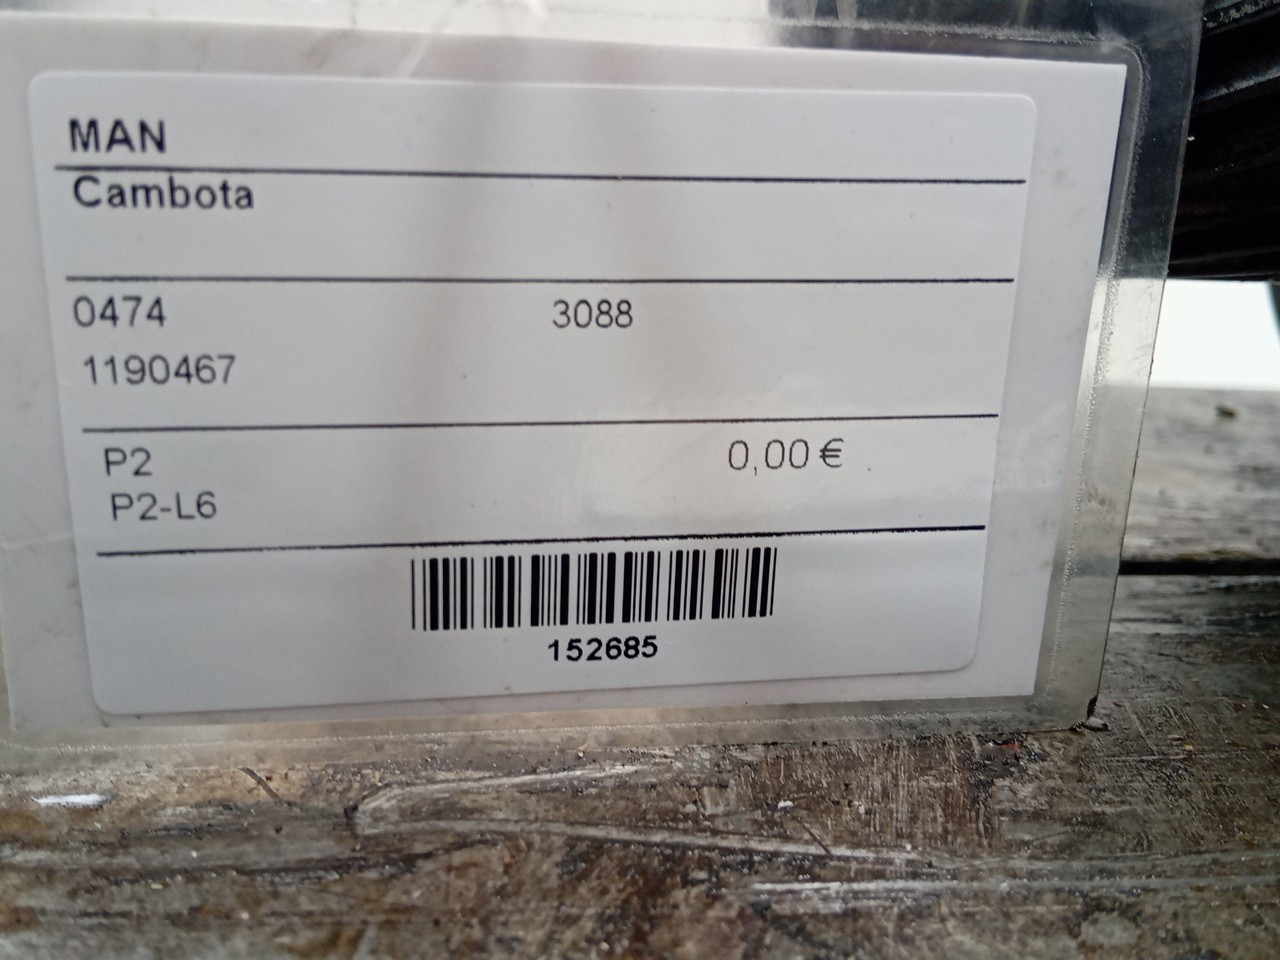 MAN
Cambota
0474 3088
1190467
P2 0,00 €
P2-L6
152685